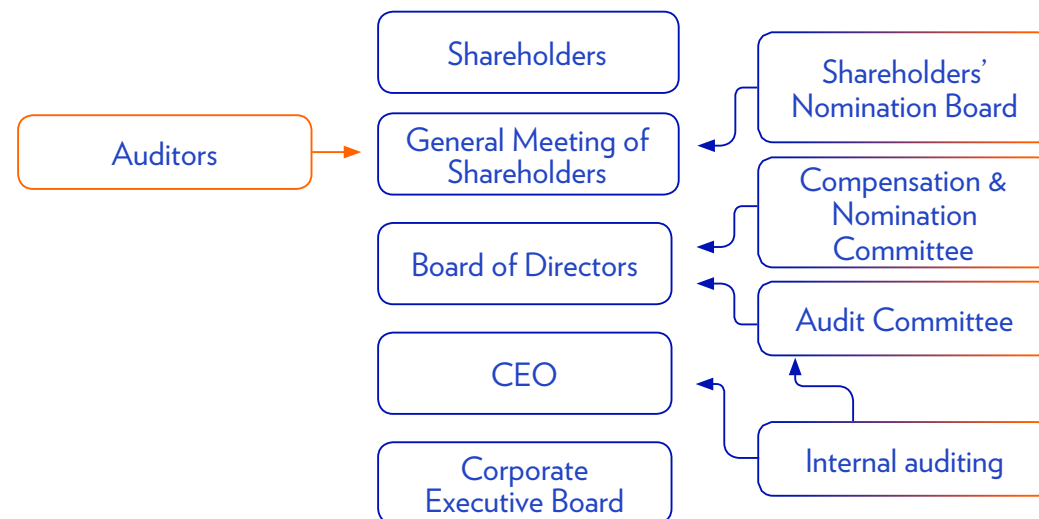 Shareholders
Shareholders’
Nomination Board
Auditors
General Meeting of
Shareholders
Compensation &
Nomination
Committee
Board of Directors
Audit Committee
CEO
Internal auditing
Corporate
Executive Board